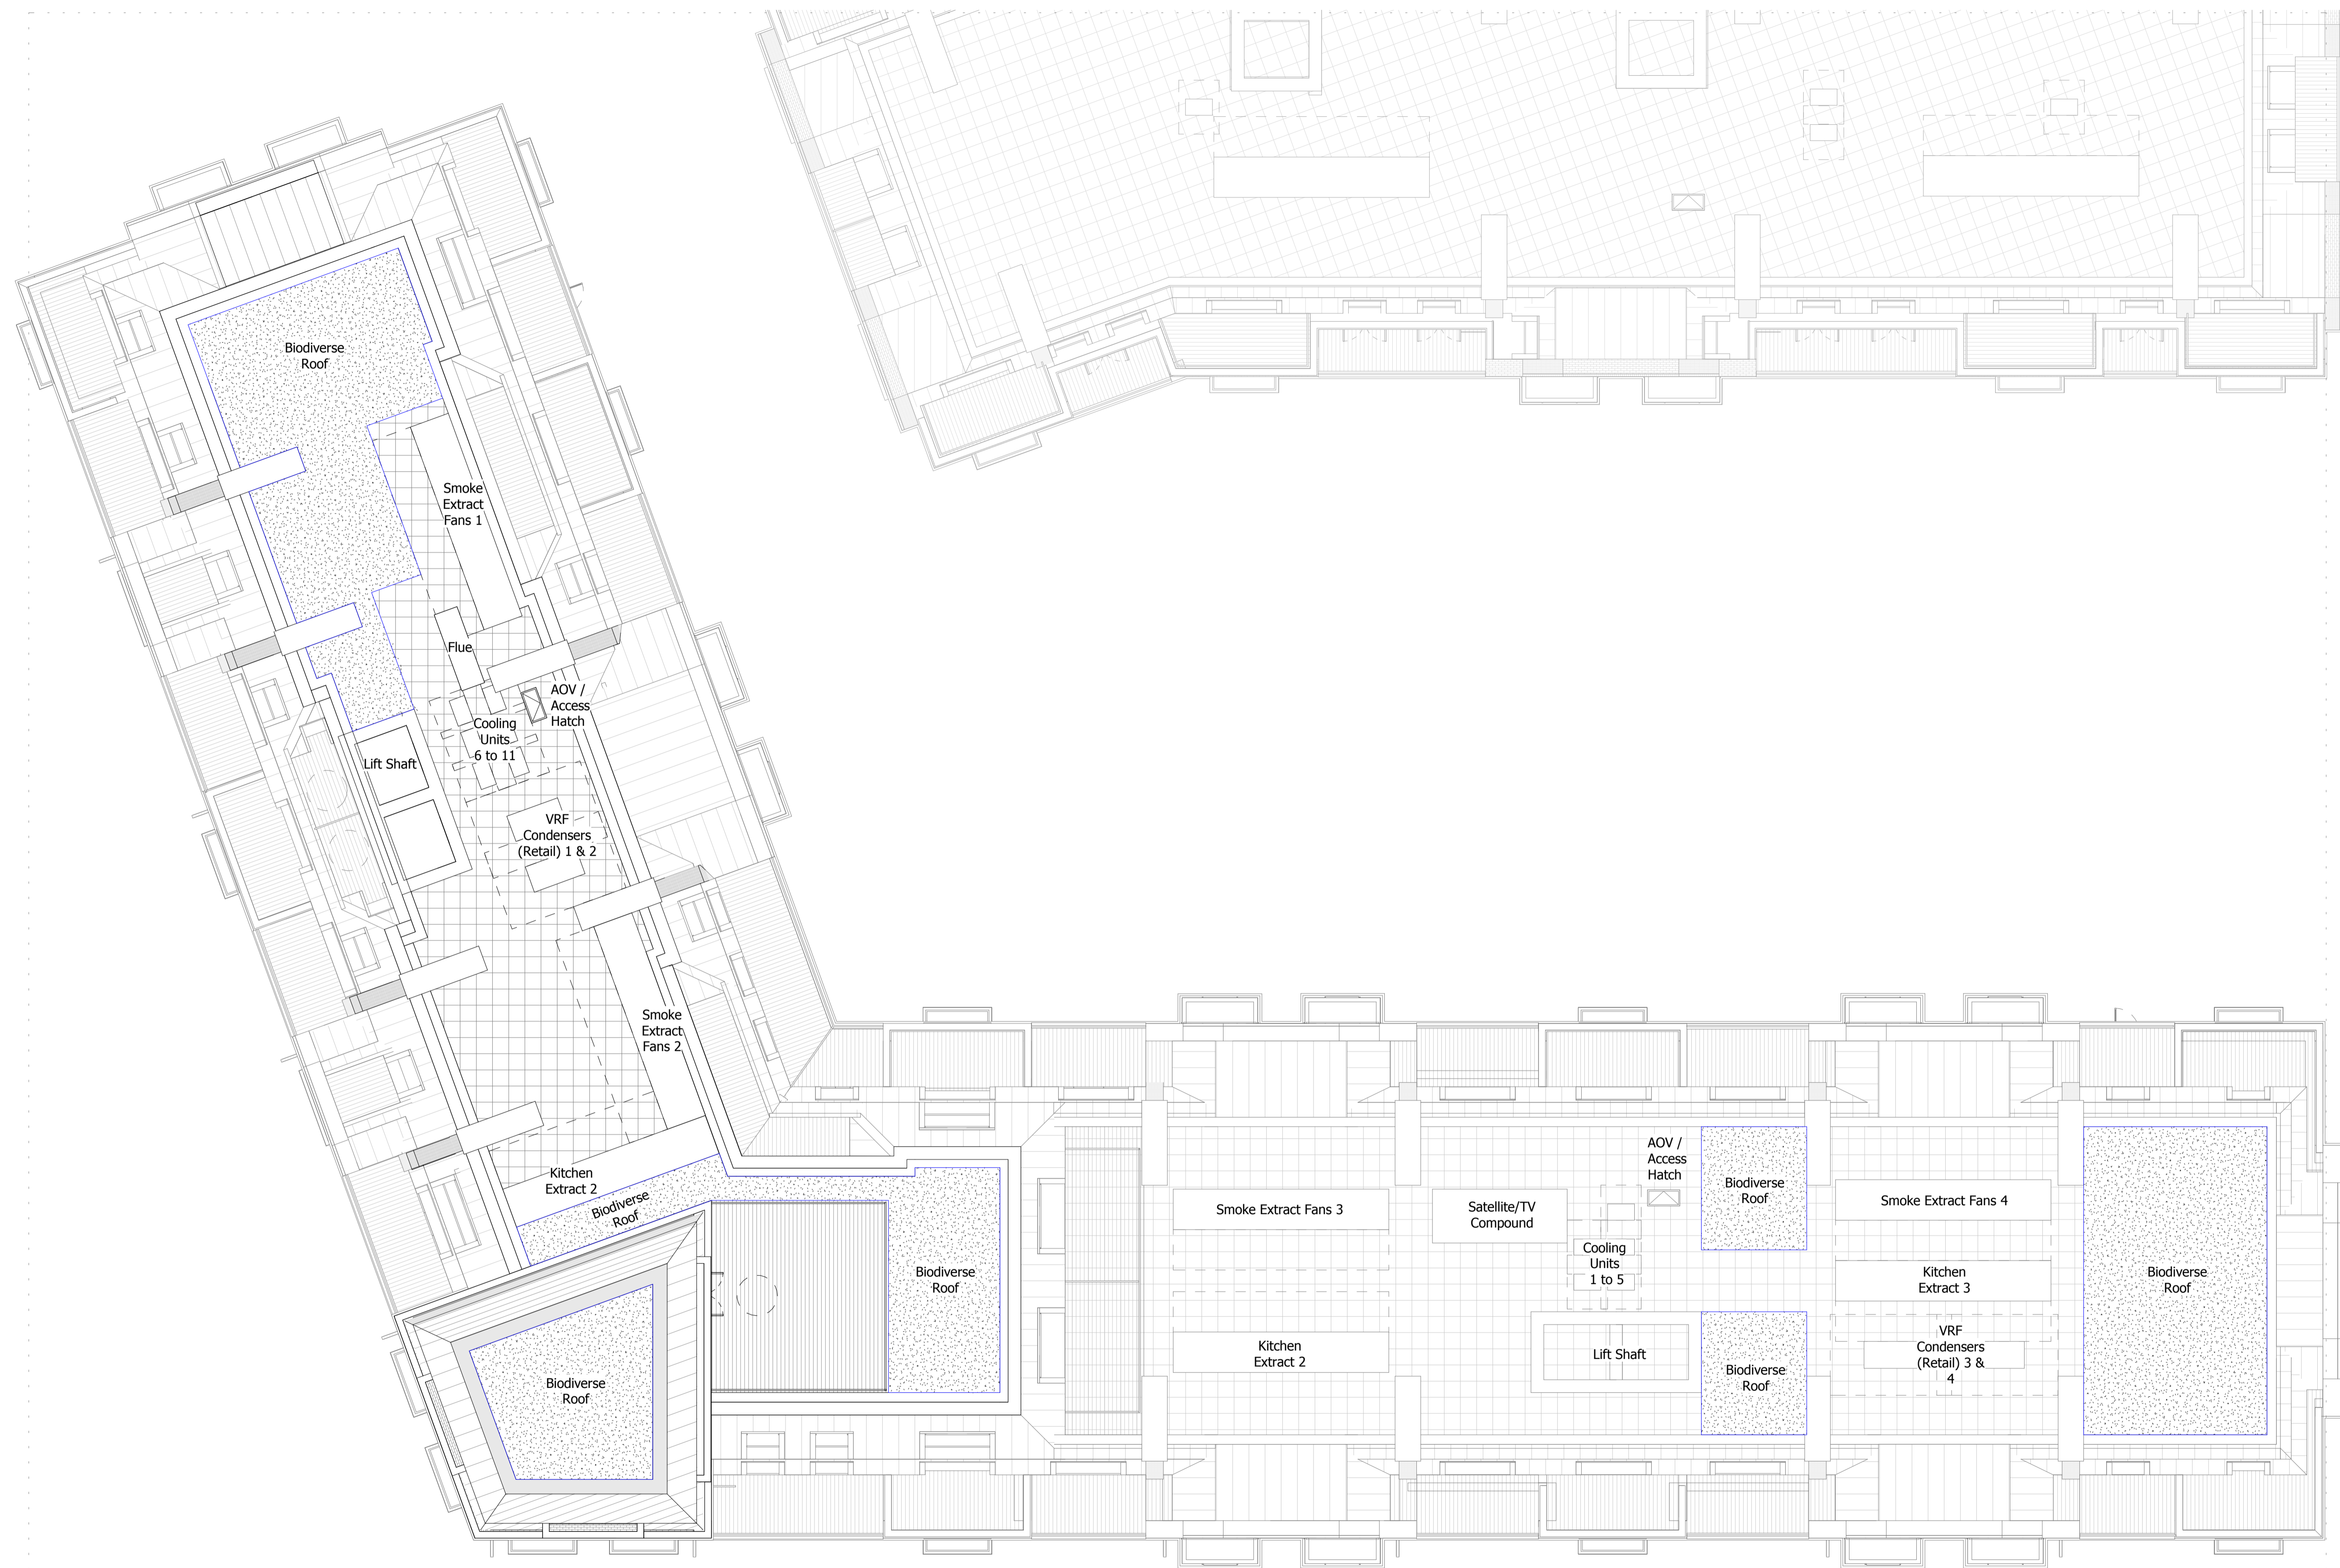 Biodiverse
Roof
Smoke
Extract
Fans 1
Flue
AOV /
Access
Hatch
Cooling
Units
6 to 11
Lift Shaft
VRF
Condensers
(Retail) 1 & 2
Smoke
Extract
Fans 2
Kitchen
Extract 2
Biodiverse
Roof
Biodiverse
Roof
Biodiverse
Roof
Smoke Extract Fans 3
Kitchen
Extract 2
Satellite/TV
Compound
Cooling
Units
1 to 5
Lift Shaft
AOV /
Access
Hatch
Biodiverse
Roof
Biodiverse
Roof
Smoke Extract Fans 4
Kitchen
Extract 3
VRF
Condensers
(Retail) 3 &
4
Biodiverse
Roof